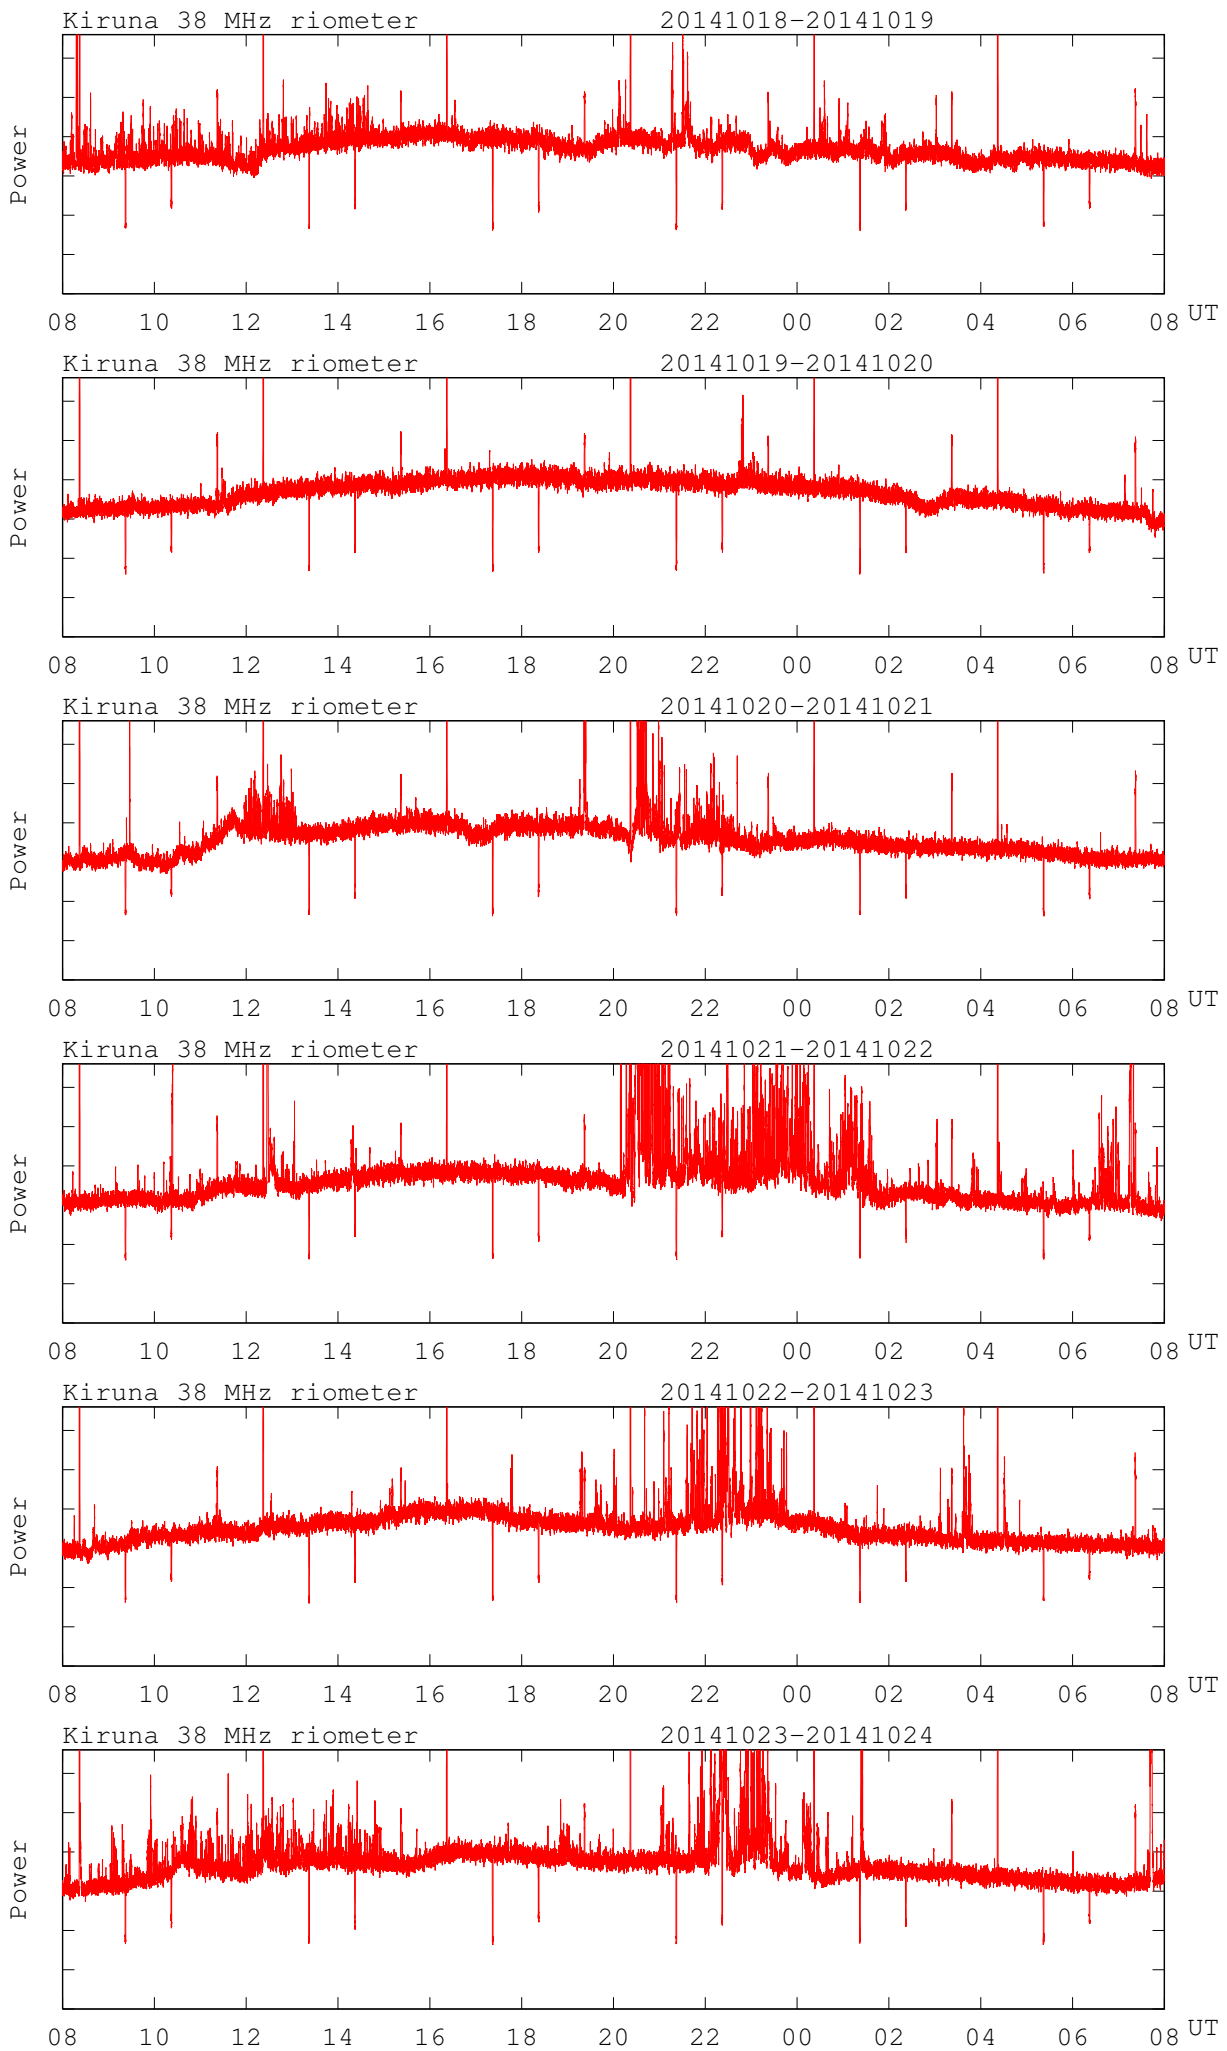 Kiruna 38 MHz riometer 20141018-20141019
Power
08 10 12 14 16 18 20 22 00 02 04 06 08 UT
Kiruna 38 MHz riometer 20141019-20141020
Power
08 10 12 14 16 18 20 22 00 02 04 06 08 UT
Kiruna 38 MHz riometer 20141020-20141021
Power
08 10 12 14 16 18 20 22 00 02 04 06 08 UT
Kiruna 38 MHz riometer 20141021-20141022
Power
08 10 12 14 16 18 20 22 00 02 04 06 08 UT
Kiruna 38 MHz riometer 20141022-20141023
Power
08 10 12 14 16 18 20 22 00 02 04 06 08 UT
Kiruna 38 MHz riometer 20141023-20141024
Power
08 10 12 14 16 18 20 22 00 02 04 06 08 UT